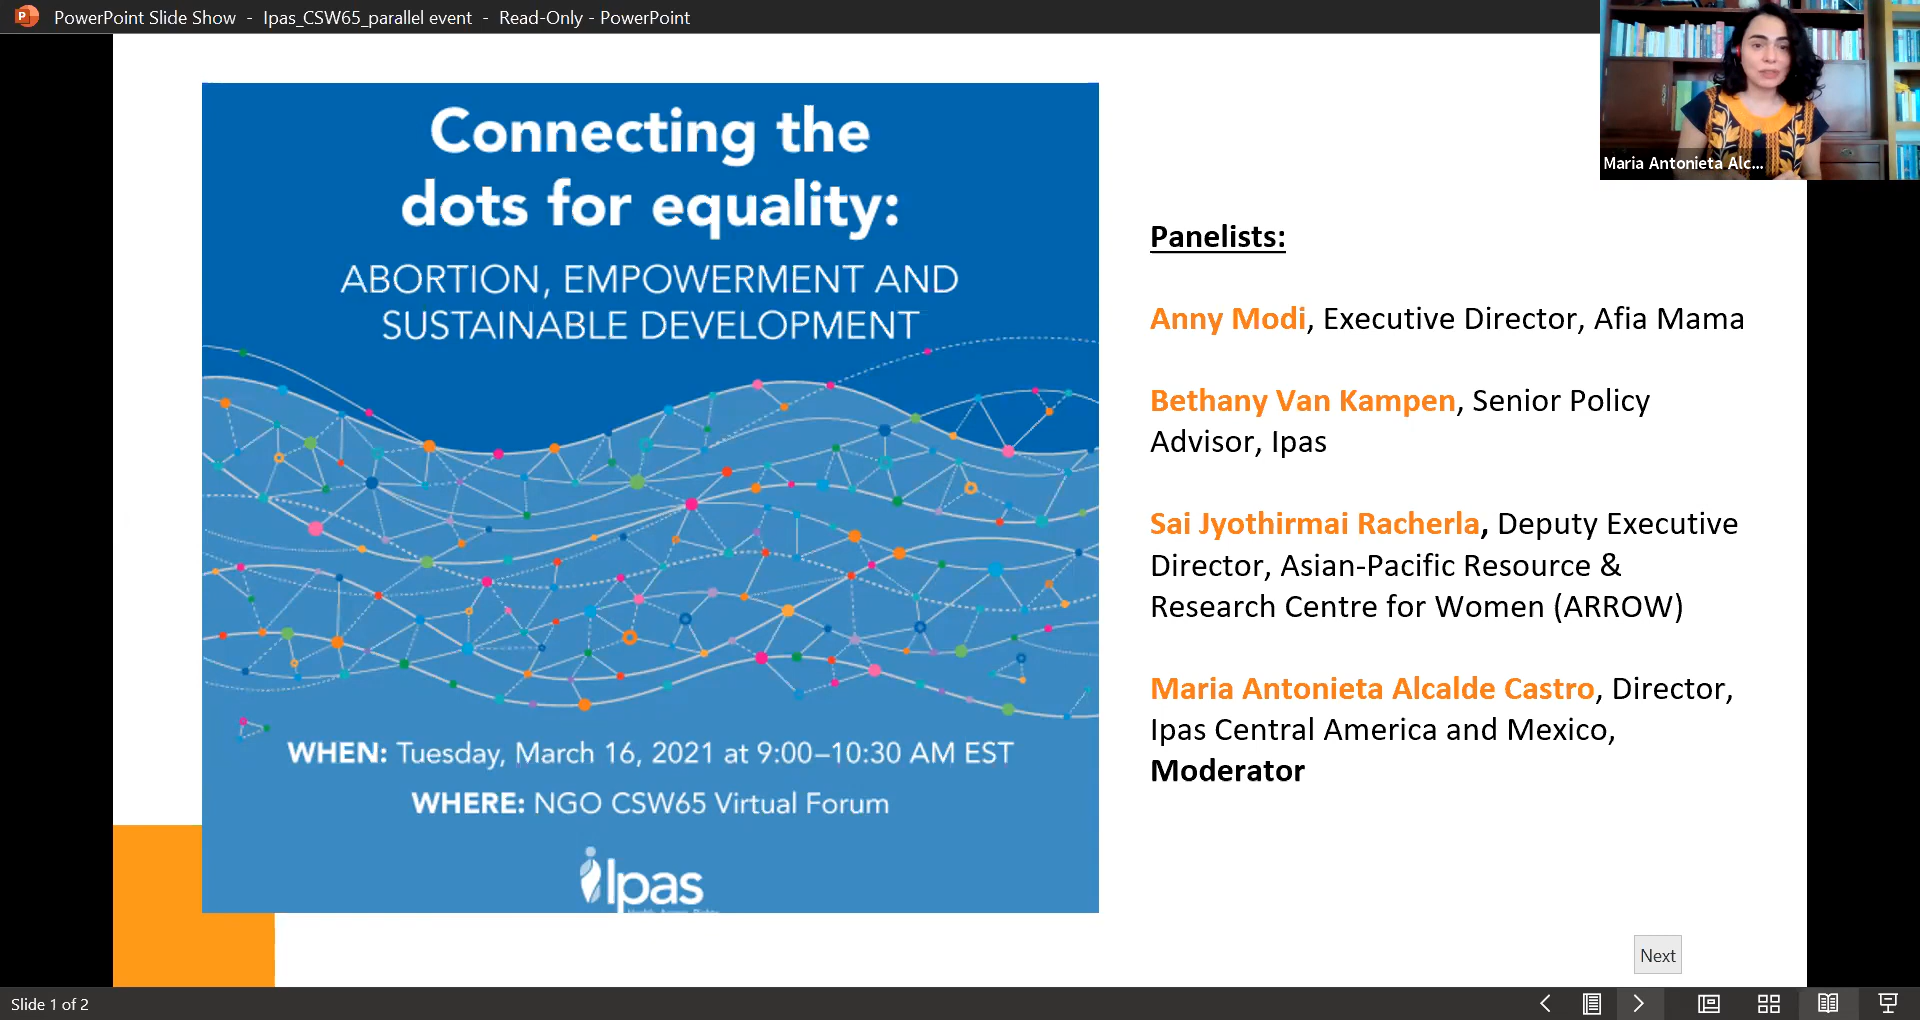 PowerPoint Slide Show - Ipas_CSW65_parallel event - Read-Only - PowerPoint
Maria Antonieta Alc...
Connecting the
dots for equality:
ABORTION, EMPOWERMENT AND
SUSTAINABLE DEVELOPMENT
WHEN: Tuesday, March 16, 2021 at 9:00–10:30 AM EST
WHERE: NGO CSW65 Virtual Forum
Ipas
Panelists:
Anny Modi, Executive Director, Afia Mama
Bethany Van Kampen, Senior Policy
Advisor, Ipas
Sai Jyothirmai Racherla, Deputy Executive
Director, Asian-Pacific Resource &
Research Centre for Women (ARROW)
Maria Antonieta Alcalde Castro, Director,
Ipas Central America and Mexico,
Moderator
Next
Slide 1 of 2